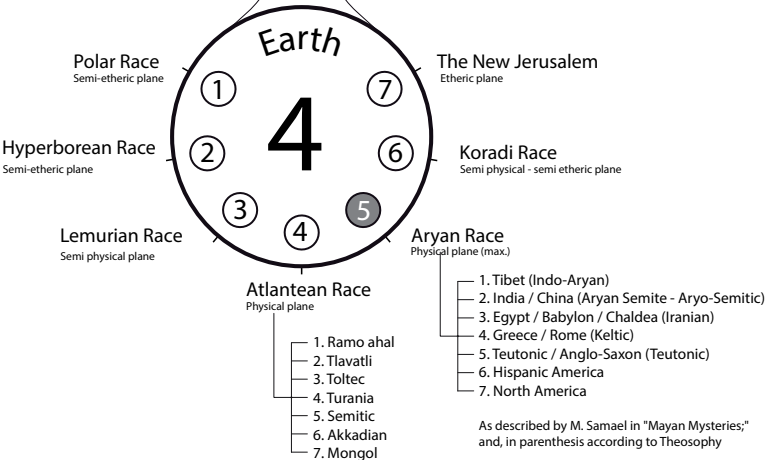 Earth
4
Polar Race
Semi-etheric plane
1
Hyperborean Race
Semi-etheric plane
2
Lemurian Race
Semi physical plane
3
Atlantean Race
Physical plane
4
1. Ramo ahal
2. Tlavatli
3. Toltec
4. Turania
5. Semitic
6. Akkadian
7. Mongol
5
Aryan Race
Physical plane (max.)
1. Tibet (Indo-Aryan)
2. India / China (Aryan Semite - Aryo-Semitic)
3. Egypt / Babylon / Chaldea (Iranian)
4. Greece / Rome (Keltic)
5. Teutonic / Anglo-Saxon (Teutonic)
6. Hispanic America
7. North America
6
Koradi Race
Semi physical - semi etheric plane
7
The New Jerusalem
Etheric plane
As described by M. Samael in "Mayan Mysteries;"
and, in parenthesis according to Theosophy